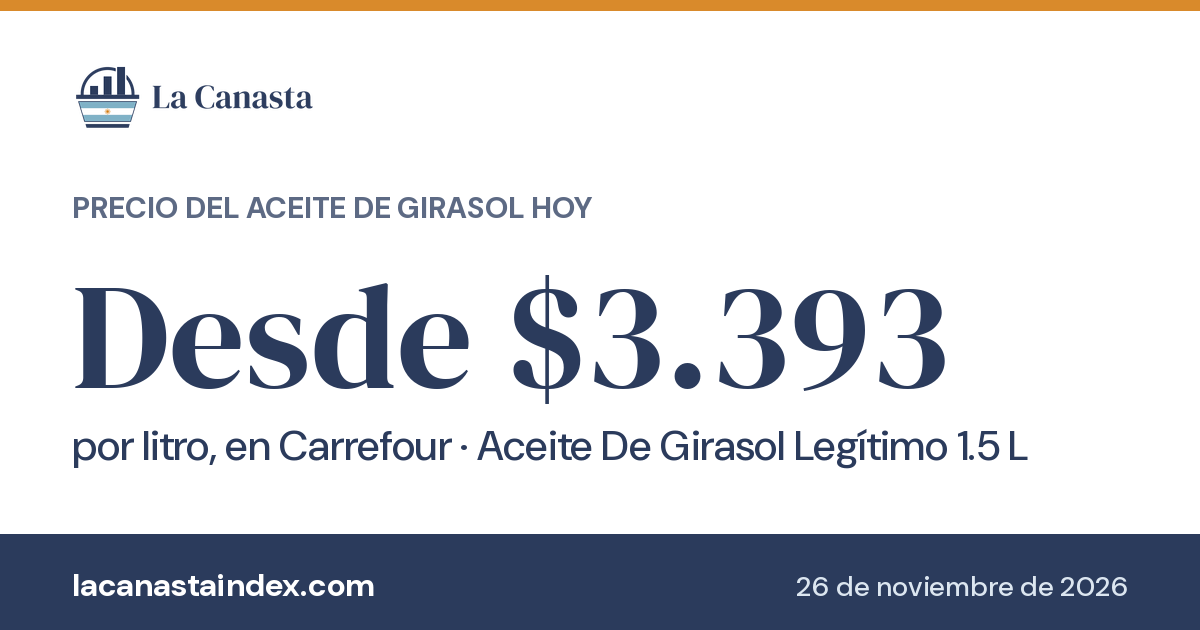 La Canasta
PRECIO DEL ACEITE DE GIRASOL HOY
Desde $3.393
por litro, en Carrefour · Aceite De Girasol Legítimo 1.5 L
lacanastaindex.com
26 de noviembre de 2026